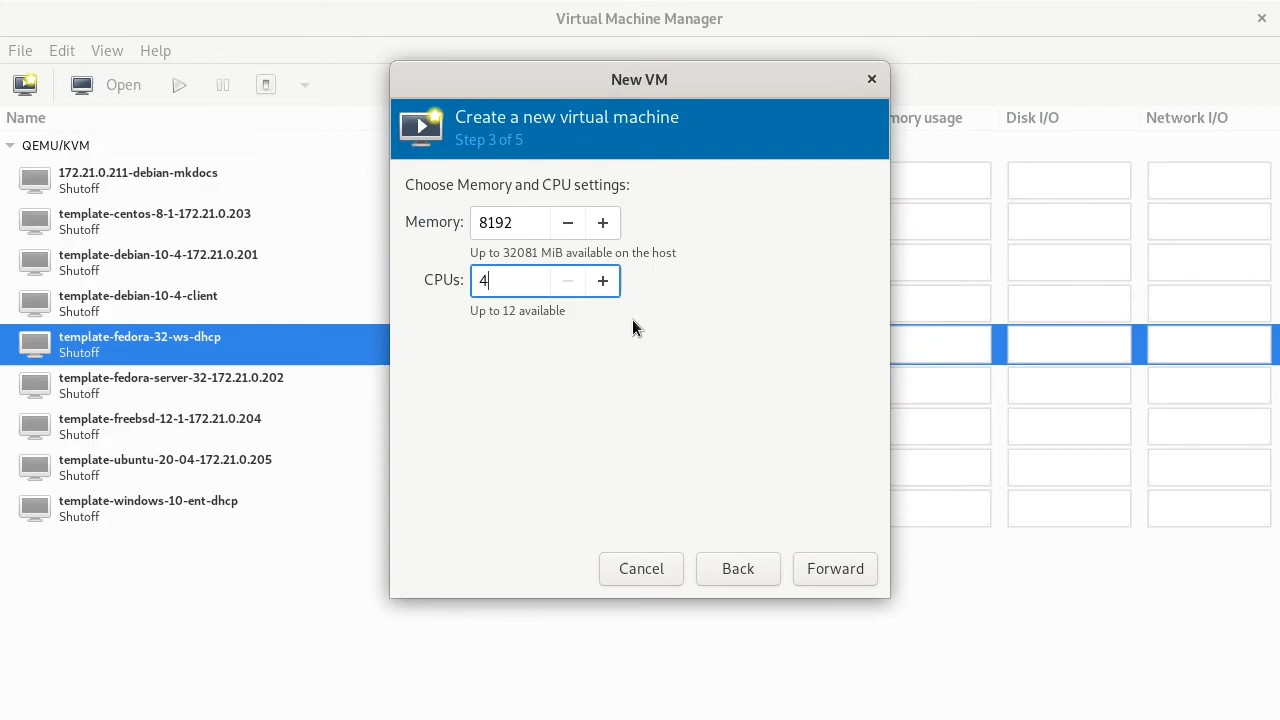 Virtual Machine Manager
File Edit View Help
Open
Name
mory usage Disk I/O Network I/O
QEMU/KVM
172.21.0.211-debian-mkdocs
Shutoff
template-centos-8-1-172.21.0.203
Shutoff
template-debian-10-4-172.21.0.201
Shutoff
template-debian-10-4-client
Shutoff
template-fedora-32-ws-dhcp
Shutoff
template-fedora-server-32-172.21.0.202
Shutoff
template-freebsd-12-1-172.21.0.204
Shutoff
template-ubuntu-20-04-172.21.0.205
Shutoff
template-windows-10-ent-dhcp
Shutoff
New VM
Create a new virtual machine
Step 3 of 5
Choose Memory and CPU settings:
Memory: 8192
Up to 32081 MiB available on the host
CPUs: 4
Up to 12 available
Cancel Back Forward